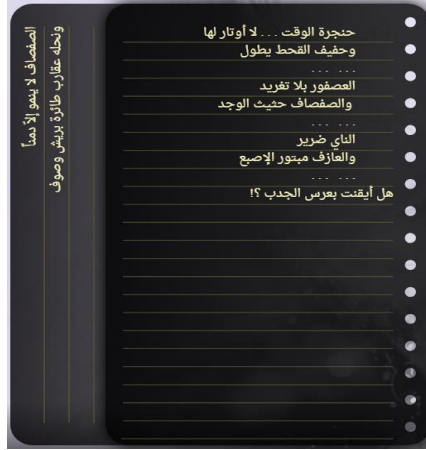 حنجرة الوقت . . . لا أوتار لها
وحفيف القحط يطول
. . .   . . .
العصفور بلا تغريد
والصفصاف حثيث الوجد
. . .   . . .
الناي ضرير
والعازف مبتور الإصبع
. . .   . . .
هل أيقنت بعرس الجدب ؟!
ونحله عقارب طائرة بريش وصوف
الصفصاف لا ينمو إلاّ دمناً